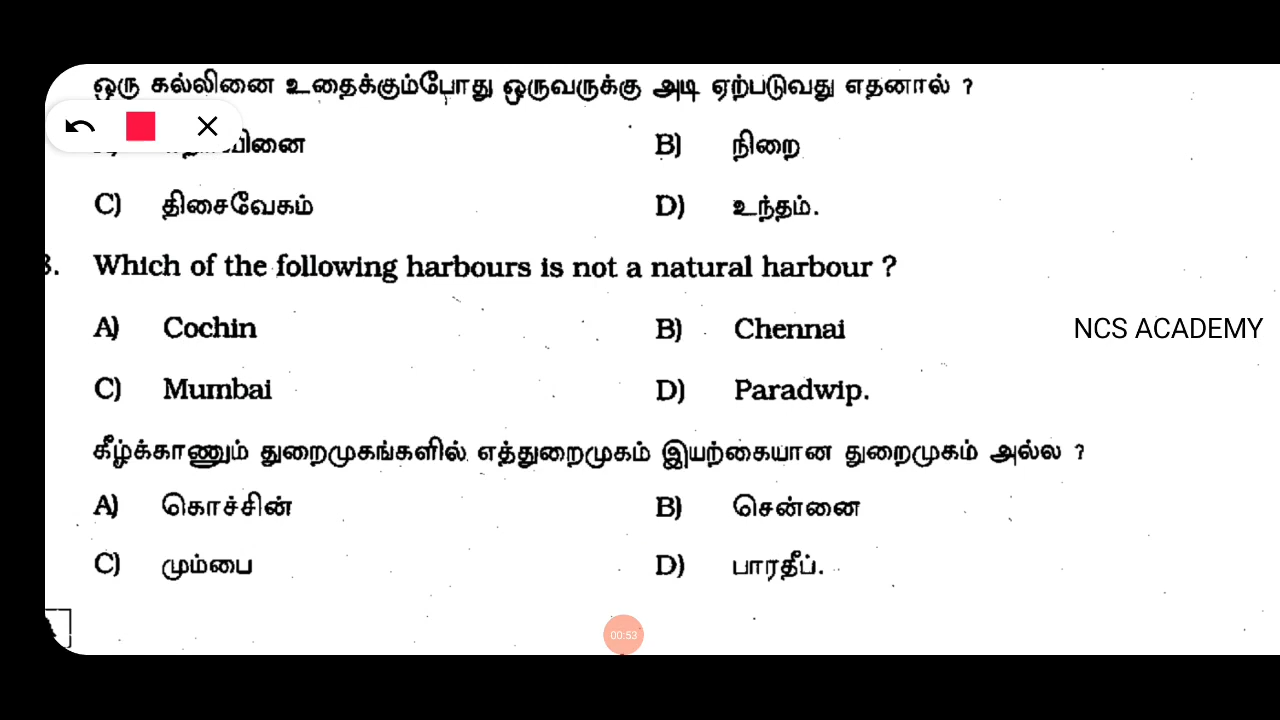 ஒரு கல்லினை உதைக்கும்போது ஒருவருக்கு அடி ஏற்படுவது எதனால் ?
B) நிறை
C) திசைவேகம் D) உந்தம்.
Which of the following harbours is not a natural harbour ?
A) Cochin B) Chennai
NCS ACADEMY
C) Mumbai D) Paradwip.
கீழ்க்காணும் துறைமுகங்களில் எத்துறைமுகம் இயற்கையான துறைமுகம் அல்ல ?
A) கொச்சின் B) சென்னை
C) மும்பை D) பாரதீப்.
00:53